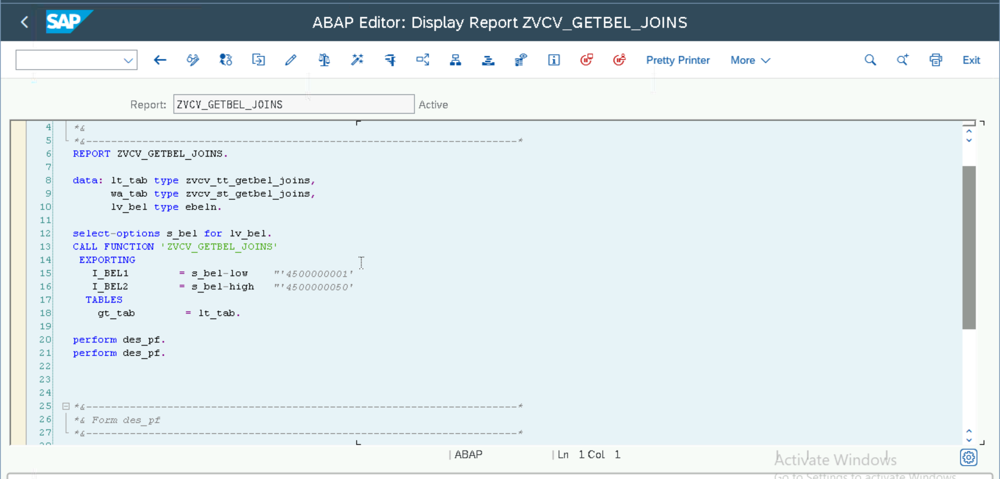 SAP
ABAP Editor: Display Report ZVCV_GETBEL_JOINS
Pretty Printer More Exit
Report: ZVCV_GETBEL_JOINS Active
4 *&
5 *&---------------------------------------------------------------------*
6 REPORT ZVCV_GETBEL_JOINS.
7
8 data: lt_tab type zvcv_tt_getbel_joins,
9 wa_tab type zvcv_st_getbel_joins,
10 lv_bel type ebeln.
11
12 select-options s_bel for lv_bel.
13 CALL FUNCTION 'ZVCV_GETBEL_JOINS'
14 EXPORTING
15 I_BEL1 = s_bel-low "'4500000001'
16 I_BEL2 = s_bel-high "'4500000050'
17 TABLES
18 gt_tab = lt_tab.
19
20 perform des_pf.
21 perform des_pf.
22
23
24
25 *&---------------------------------------------------------------------*
26 *& Form des_pf
27 *&---------------------------------------------------------------------*
ABAP Ln 1 Col 1
Activate Windows
Go to Settings to activate Windows.